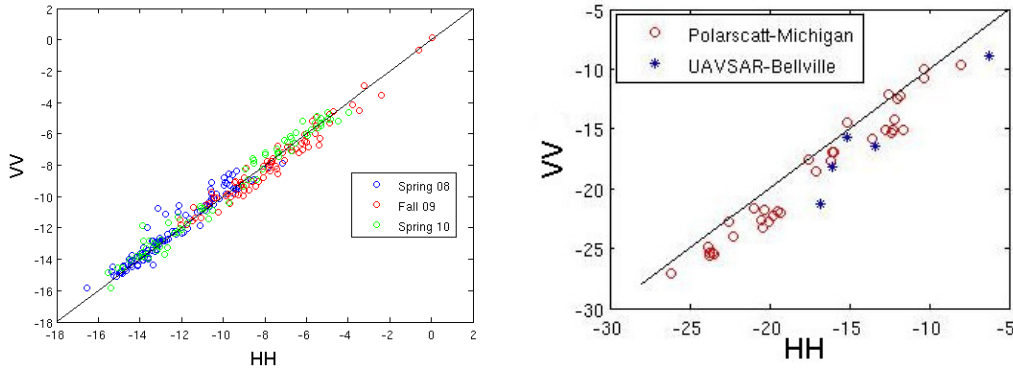 2
0
-2
-4
-6
-8
-10
-12
-14
-16
-18
-18 -16 -14 -12 -10 -8 -6 -4 -2 0 2
VV
HH
Spring 08
Fall 09
Spring 10
-5
-10
-15
-20
-25
-30
-30 -25 -20 -15 -10 -5
VV
HH
Polarscatt-Michigan
UAVSAR-Bellville